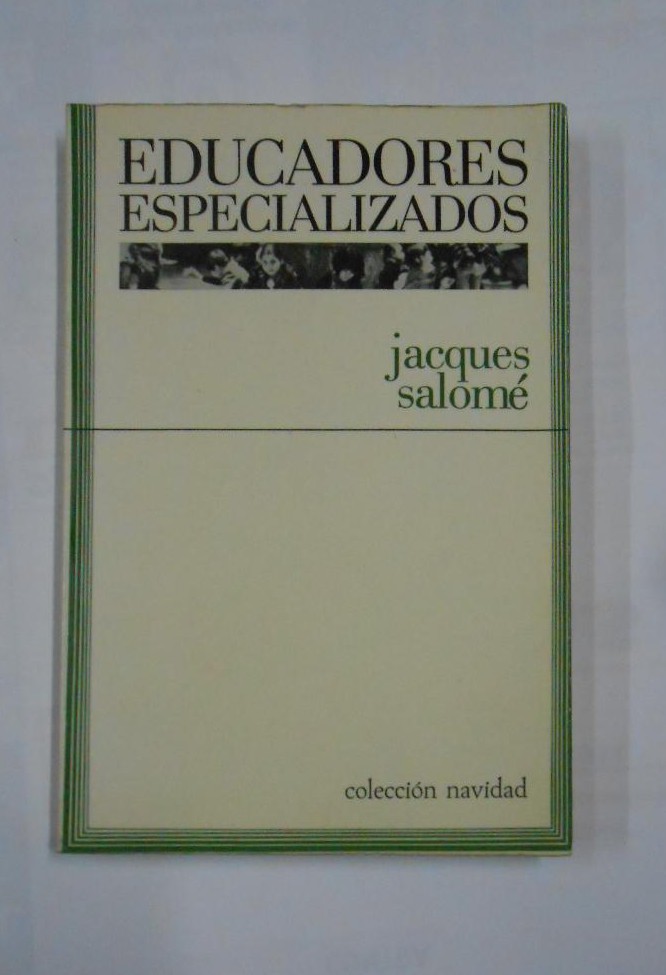 EDUCADORES
ESPECIALIZADOS
jacques
salomé
colección navidad